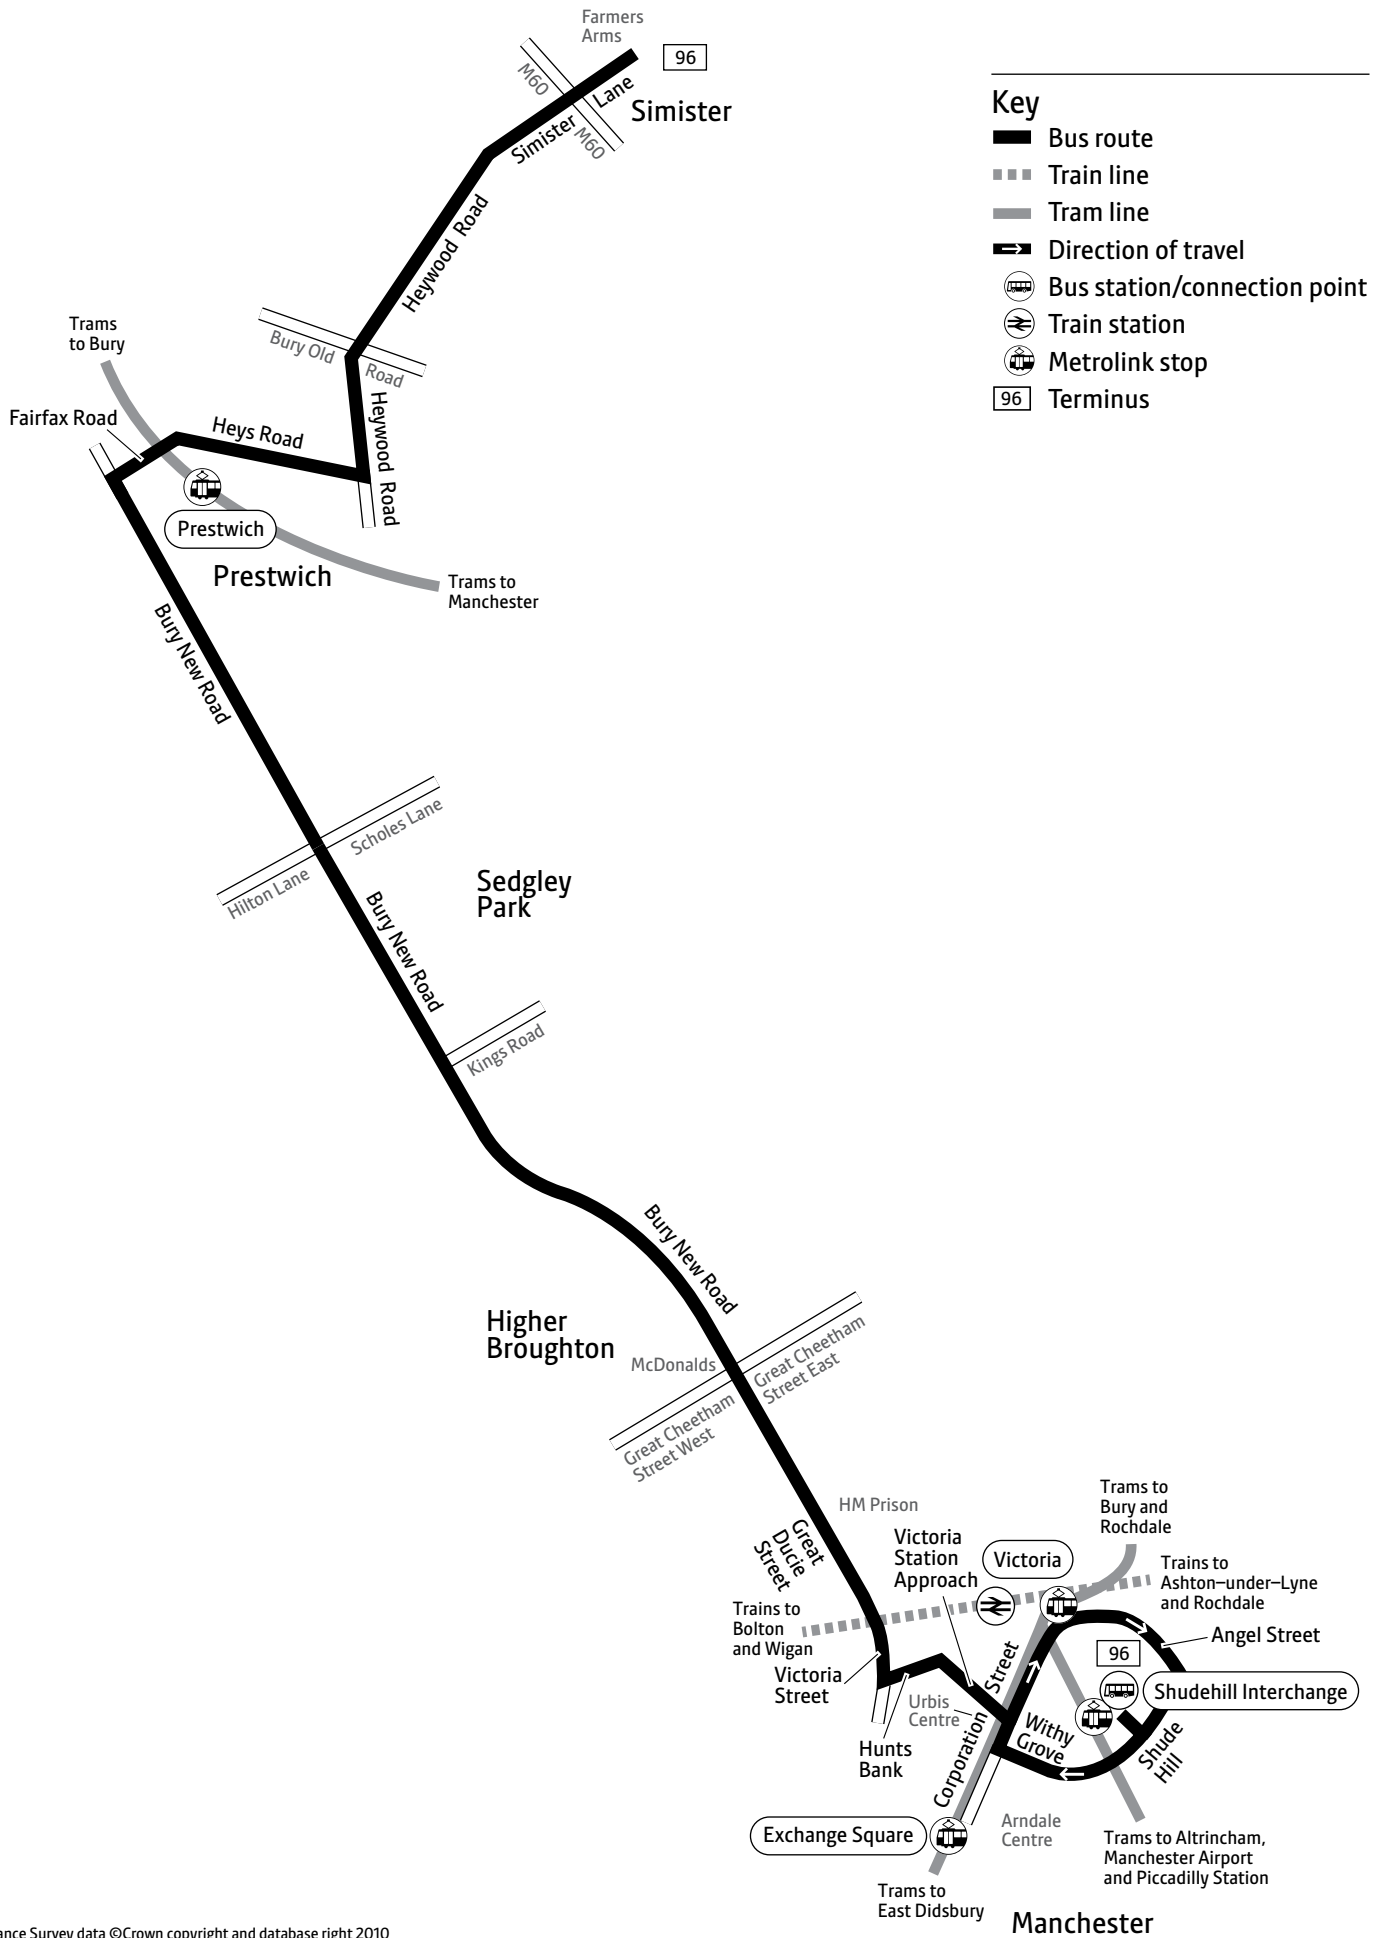 Farmers
Arms
96
M60
Simister
Lane
M60
Simister
Key
Bus route
Train line
Tram line
Direction of travel
Bus station/connection point
Train station
Metrolink stop
96 Terminus
Heywood Road
Bury Old
Road
Trams
to Bury
Fairfax Road
Heys Road
Heywood Road
Prestwich
Prestwich
Trams to
Manchester
Bury New Road
Scholes Lane
Hilton Lane
Sedgley
Park
Bury New Road
Kings Road
Bury New Road
Higher
Broughton
McDonalds
Great Cheetham
Street East
Great Cheetham
Street West
HM Prison
Great
Ducie
Street
Victoria
Station
Approach
Victoria
Trams to
Bury and
Rochdale
Trains to
Ashton–under–Lyne
and Rochdale
Trains to
Bolton
and Wigan
Angel Street
96
Victoria
Street
Shudehill Interchange
Urbis
Centre
Corporation Street
Withy
Grove
Shude
Hill
Hunts
Bank
Exchange Square
Arndale
Centre
Trams to Altrincham,
Manchester Airport
and Piccadilly Station
Trams to
East Didsbury
Manchester
Survey data ©Crown copyright and database right 2010